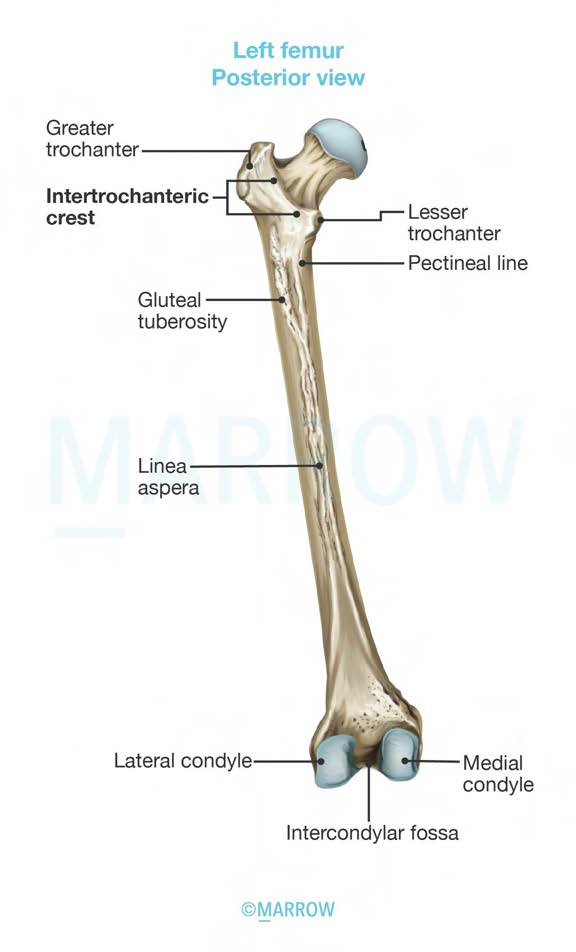 Left femur
Posterior view
Greater
trochanter
Intertrochanteric
crest
Lesser
trochanter
Pectineal line
Gluteal
tuberosity
MARROW
Linea
aspera
Lateral condyle
Medial
condyle
Intercondylar fossa
©MARROW